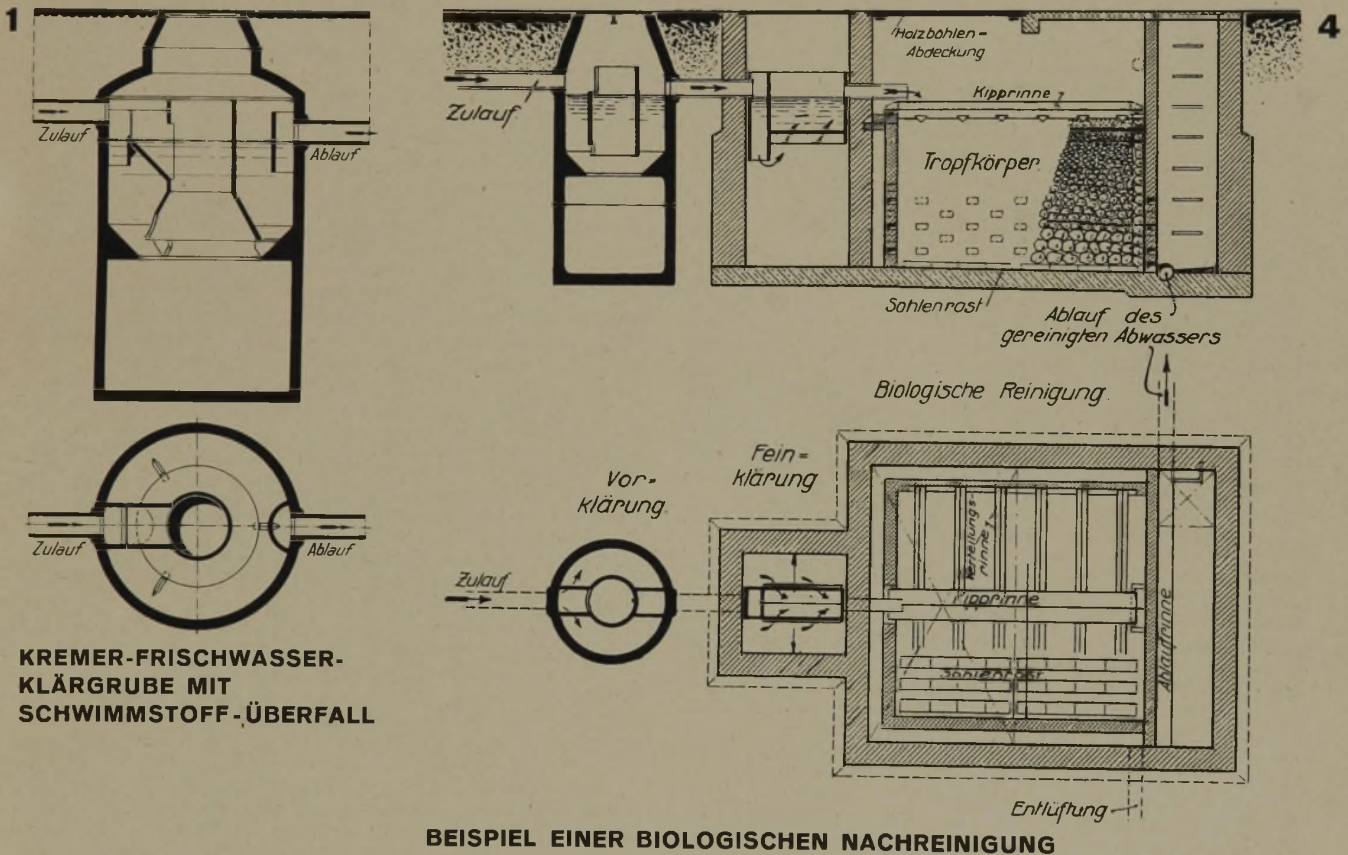 1
Zulauf
Ablauf
Zulauf
Ablauf
KREMER-FRISCHWASSER-
KLÄRGRUBE MIT
SCHWIMMSTOFF-ÜBERFALL
4
Zulauf
Holzbohlen-
Abdeckung
Kipprinne
Tropfkörper
Sohlenrost
Ablauf des
gereinigten Abwassers
Biologische Reinigung
Vor-
klärung
Fein-
klärung
Zulauf
Verteilungs-
rinne
Kipprinne
Sohlenrost
Ablaufrinne
Entlüftung
BEISPIEL EINER BIOLOGISCHEN NACHREINIGUNG